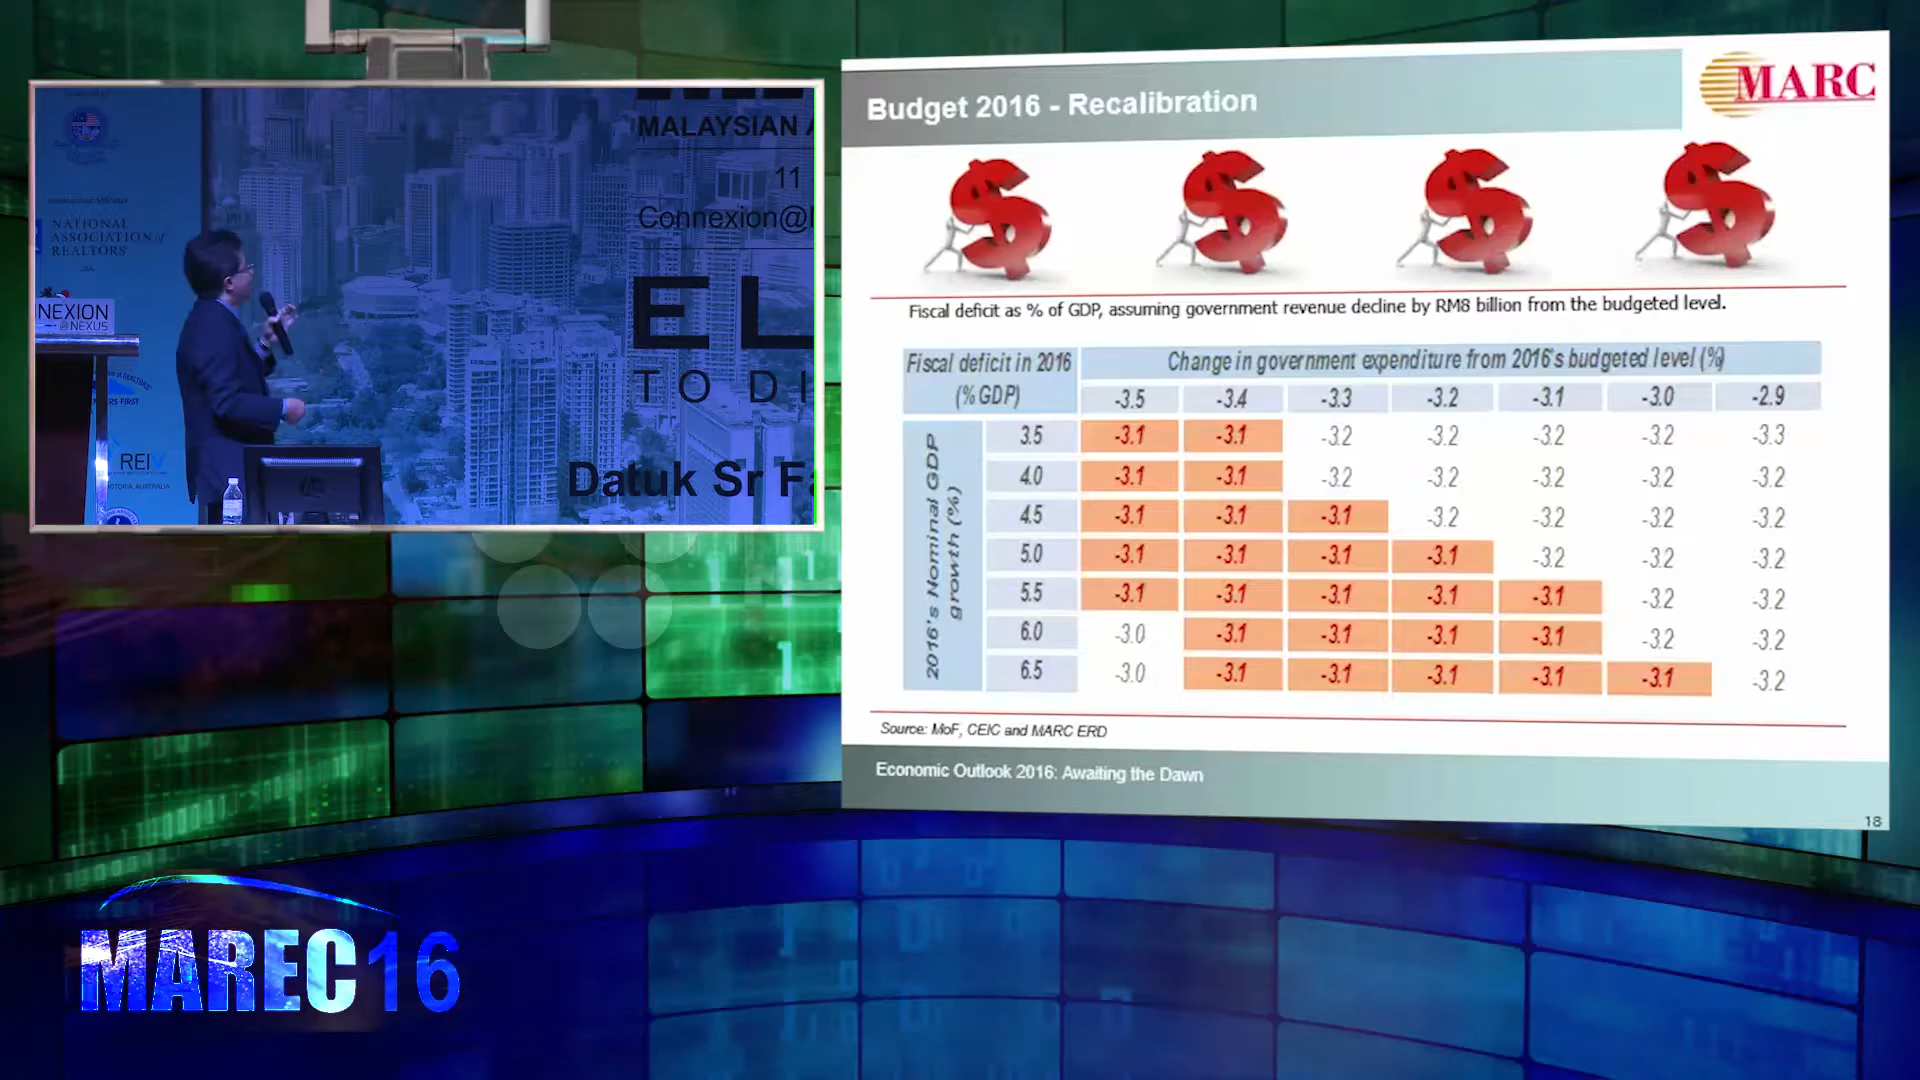 MALAYSIAN
11
Connexion@
EL
TO DI
Datuk Sr Fa
NATIONAL
ASSOCIATION of
REALTORS
NEXION
@NEXUS
REIV
MAREC16
Budget 2016 - Recalibration
MARC
Fiscal deficit as % of GDP, assuming government revenue decline by RM8 billion from the budgeted level.
Fiscal deficit in 2016 (% GDP)
Change in government expenditure from 2016's budgeted level (%)
-3.5 -3.4 -3.3 -3.2 -3.1 -3.0 -2.9
2016's Nominal GDP growth (%)
3.5 -3.1 -3.1 -3.2 -3.2 -3.2 -3.2 -3.3
4.0 -3.1 -3.1 -3.2 -3.2 -3.2 -3.2 -3.2
4.5 -3.1 -3.1 -3.1 -3.2 -3.2 -3.2 -3.2
5.0 -3.1 -3.1 -3.1 -3.1 -3.2 -3.2 -3.2
5.5 -3.1 -3.1 -3.1 -3.1 -3.1 -3.2 -3.2
6.0 -3.0 -3.1 -3.1 -3.1 -3.1 -3.2 -3.2
6.5 -3.0 -3.1 -3.1 -3.1 -3.1 -3.1 -3.2
Source: MoF, CEIC and MARC ERD
Economic Outlook 2016: Awaiting the Dawn
18